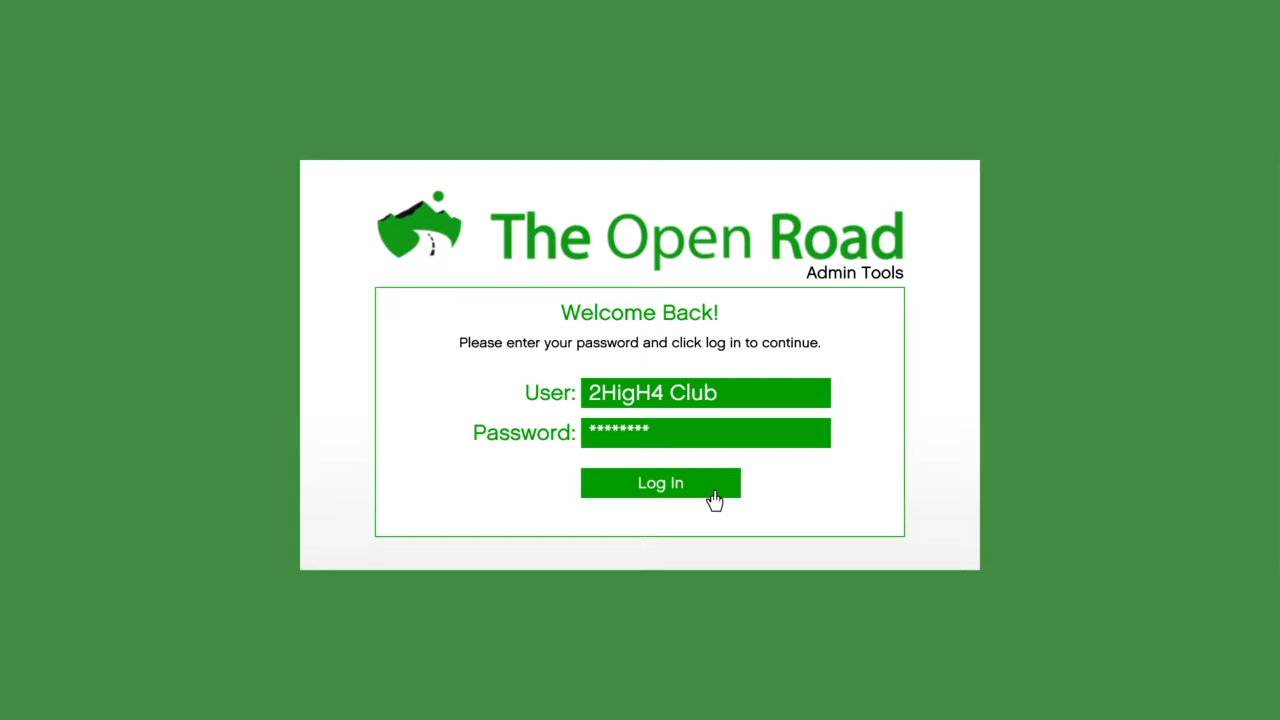 The Open Road
Admin Tools
Welcome Back!
Please enter your password and click log in to continue.
User: 2HigH4 Club
Password: ********
Log In